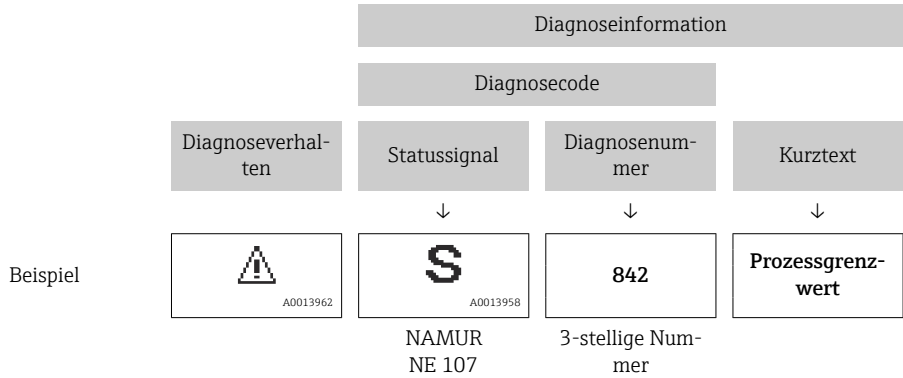 Diagnoseinformation
Diagnosecode
Diagnoseverhal-
ten
Statussignal
Diagnosenum-
mer
Kurztext
↓ ↓ ↓
Beispiel
A0013962
S
A0013958
842
Prozessgrenz-
wert
NAMUR
NE 107
3-stellige Num-
mer